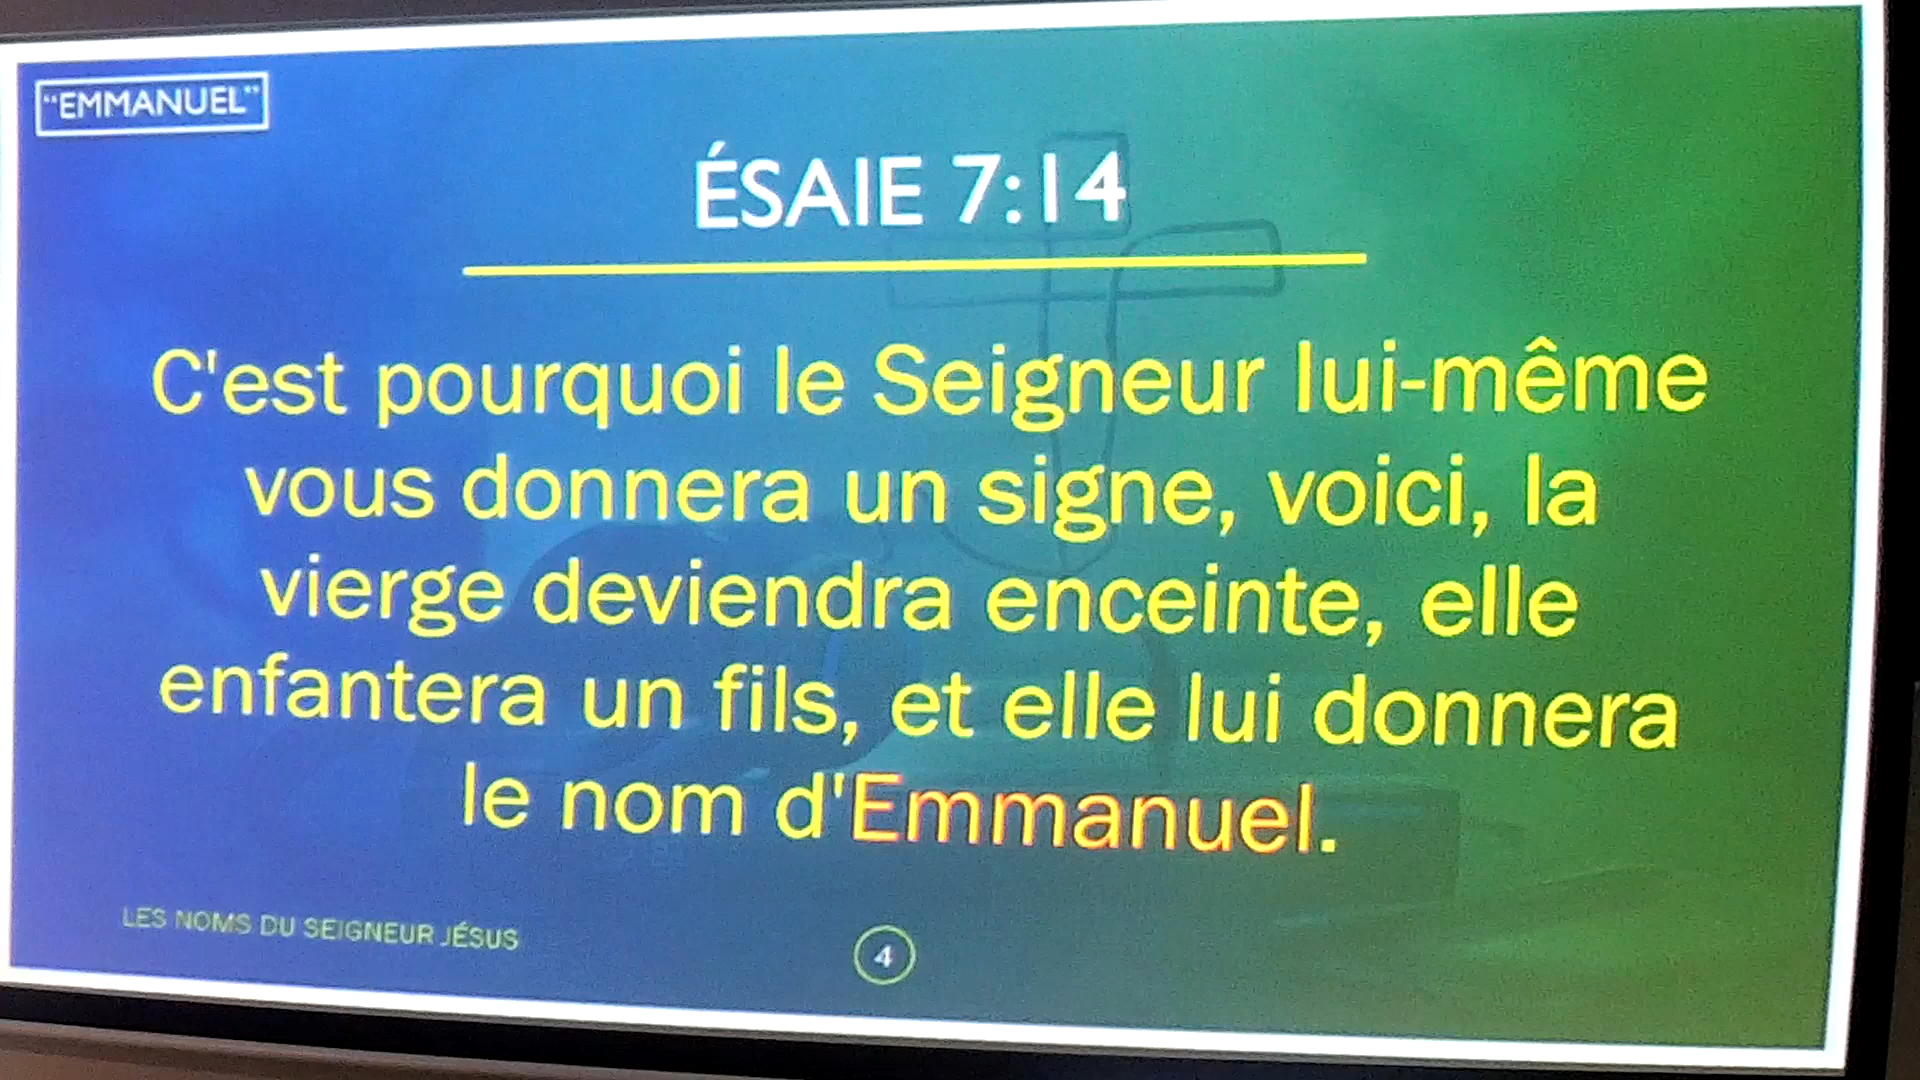 "EMMANUEL"
ÉSAIE 7:14
C'est pourquoi le Seigneur lui-même
vous donnera un signe, voici, la
vierge deviendra enceinte, elle
enfantera un fils, et elle lui donnera
le nom d'Emmanuel.
LES NOMS DU SEIGNEUR JÉSUS
4